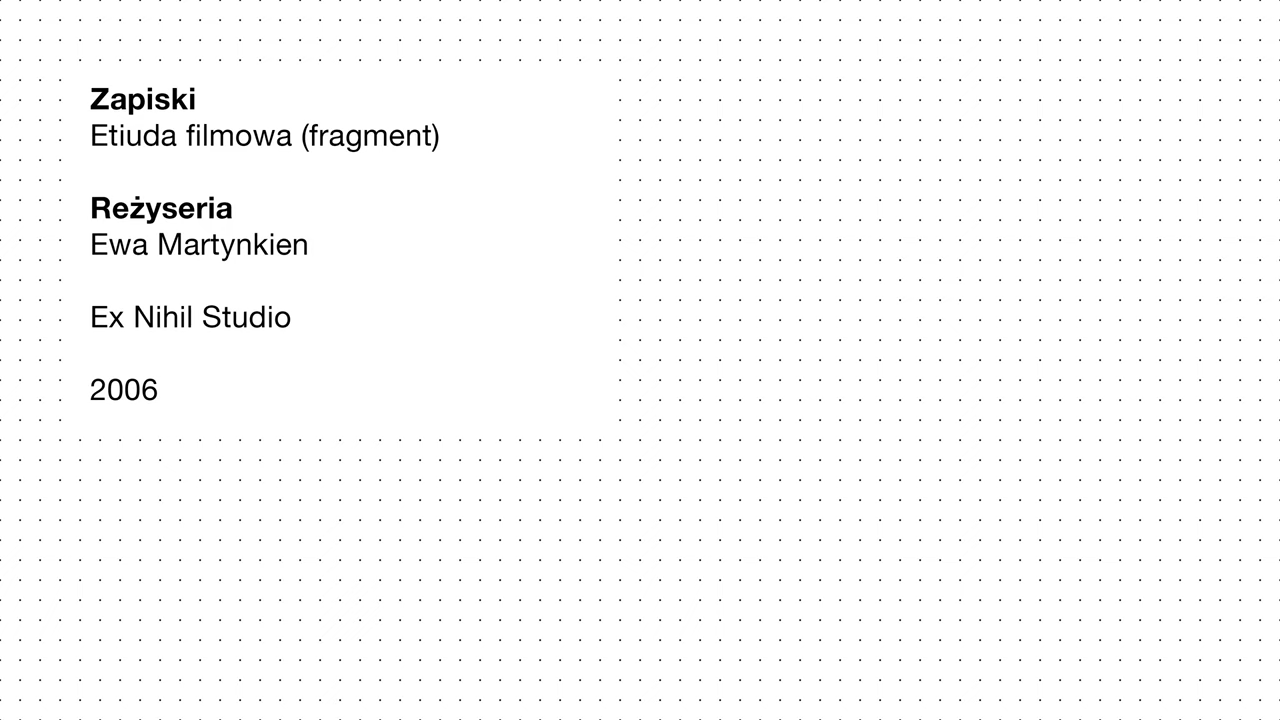 Zapiski
Etiuda filmowa (fragment)
Reżyseria
Ewa Martynkien
Ex Nihil Studio
2006